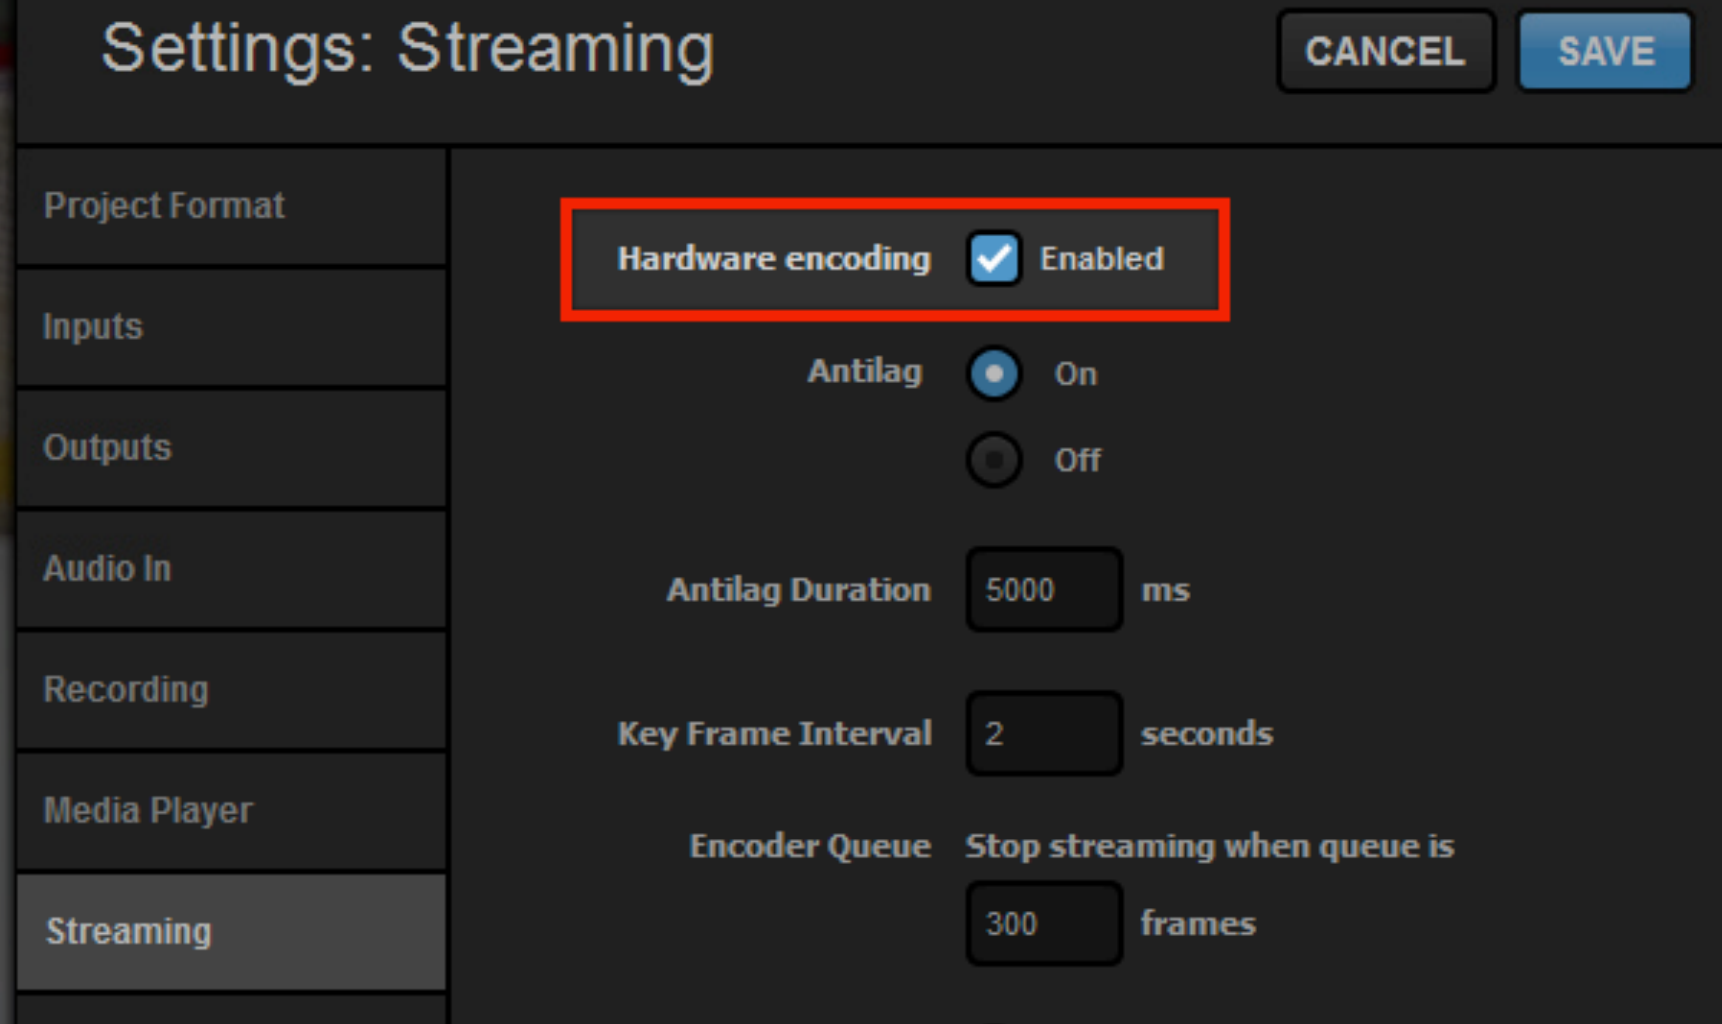 Settings: Streaming
CANCEL
SAVE
Project Format
Inputs
Outputs
Audio In
Recording
Media Player
Streaming
Hardware encoding Enabled
Antilag On
Off
Antilag Duration 5000 ms
Key Frame Interval 2 seconds
Encoder Queue Stop streaming when queue is
300 frames